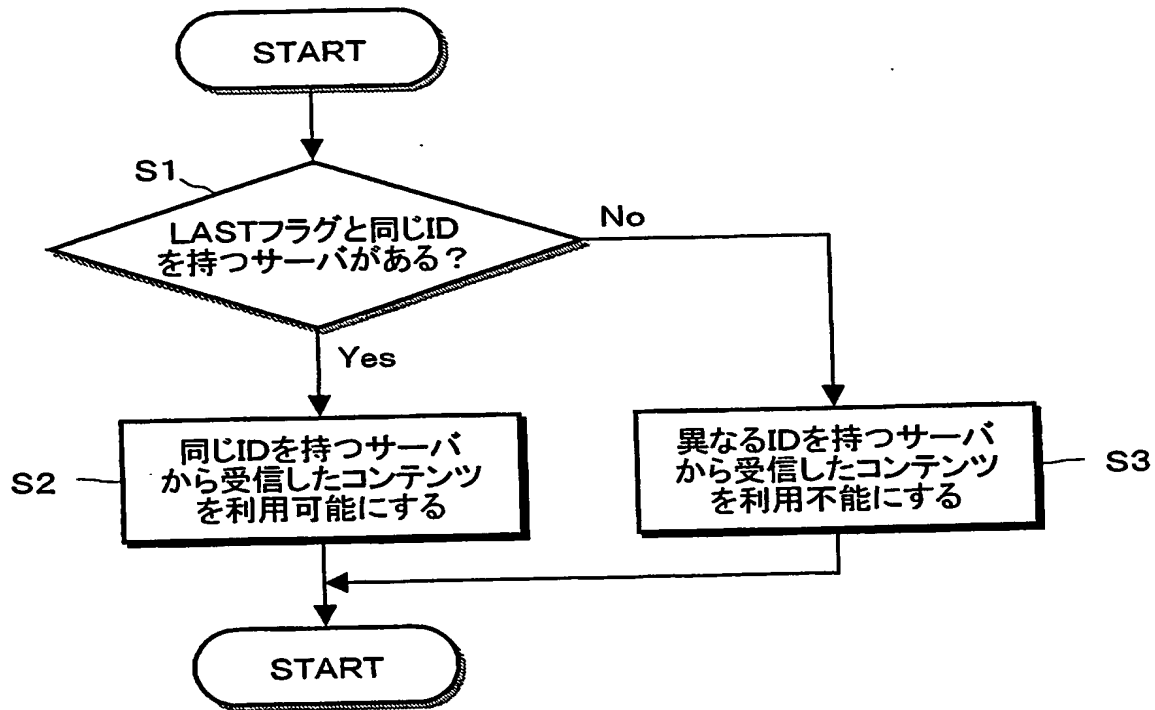 START
S1
LASTフラグと同じID
を持つサーバがある？
No
Yes
S2
同じIDを持つサーバ
から受信したコンテンツ
を利用可能にする
異なるIDを持つサーバ
から受信したコンテンツ
を利用不能にする
S3
START